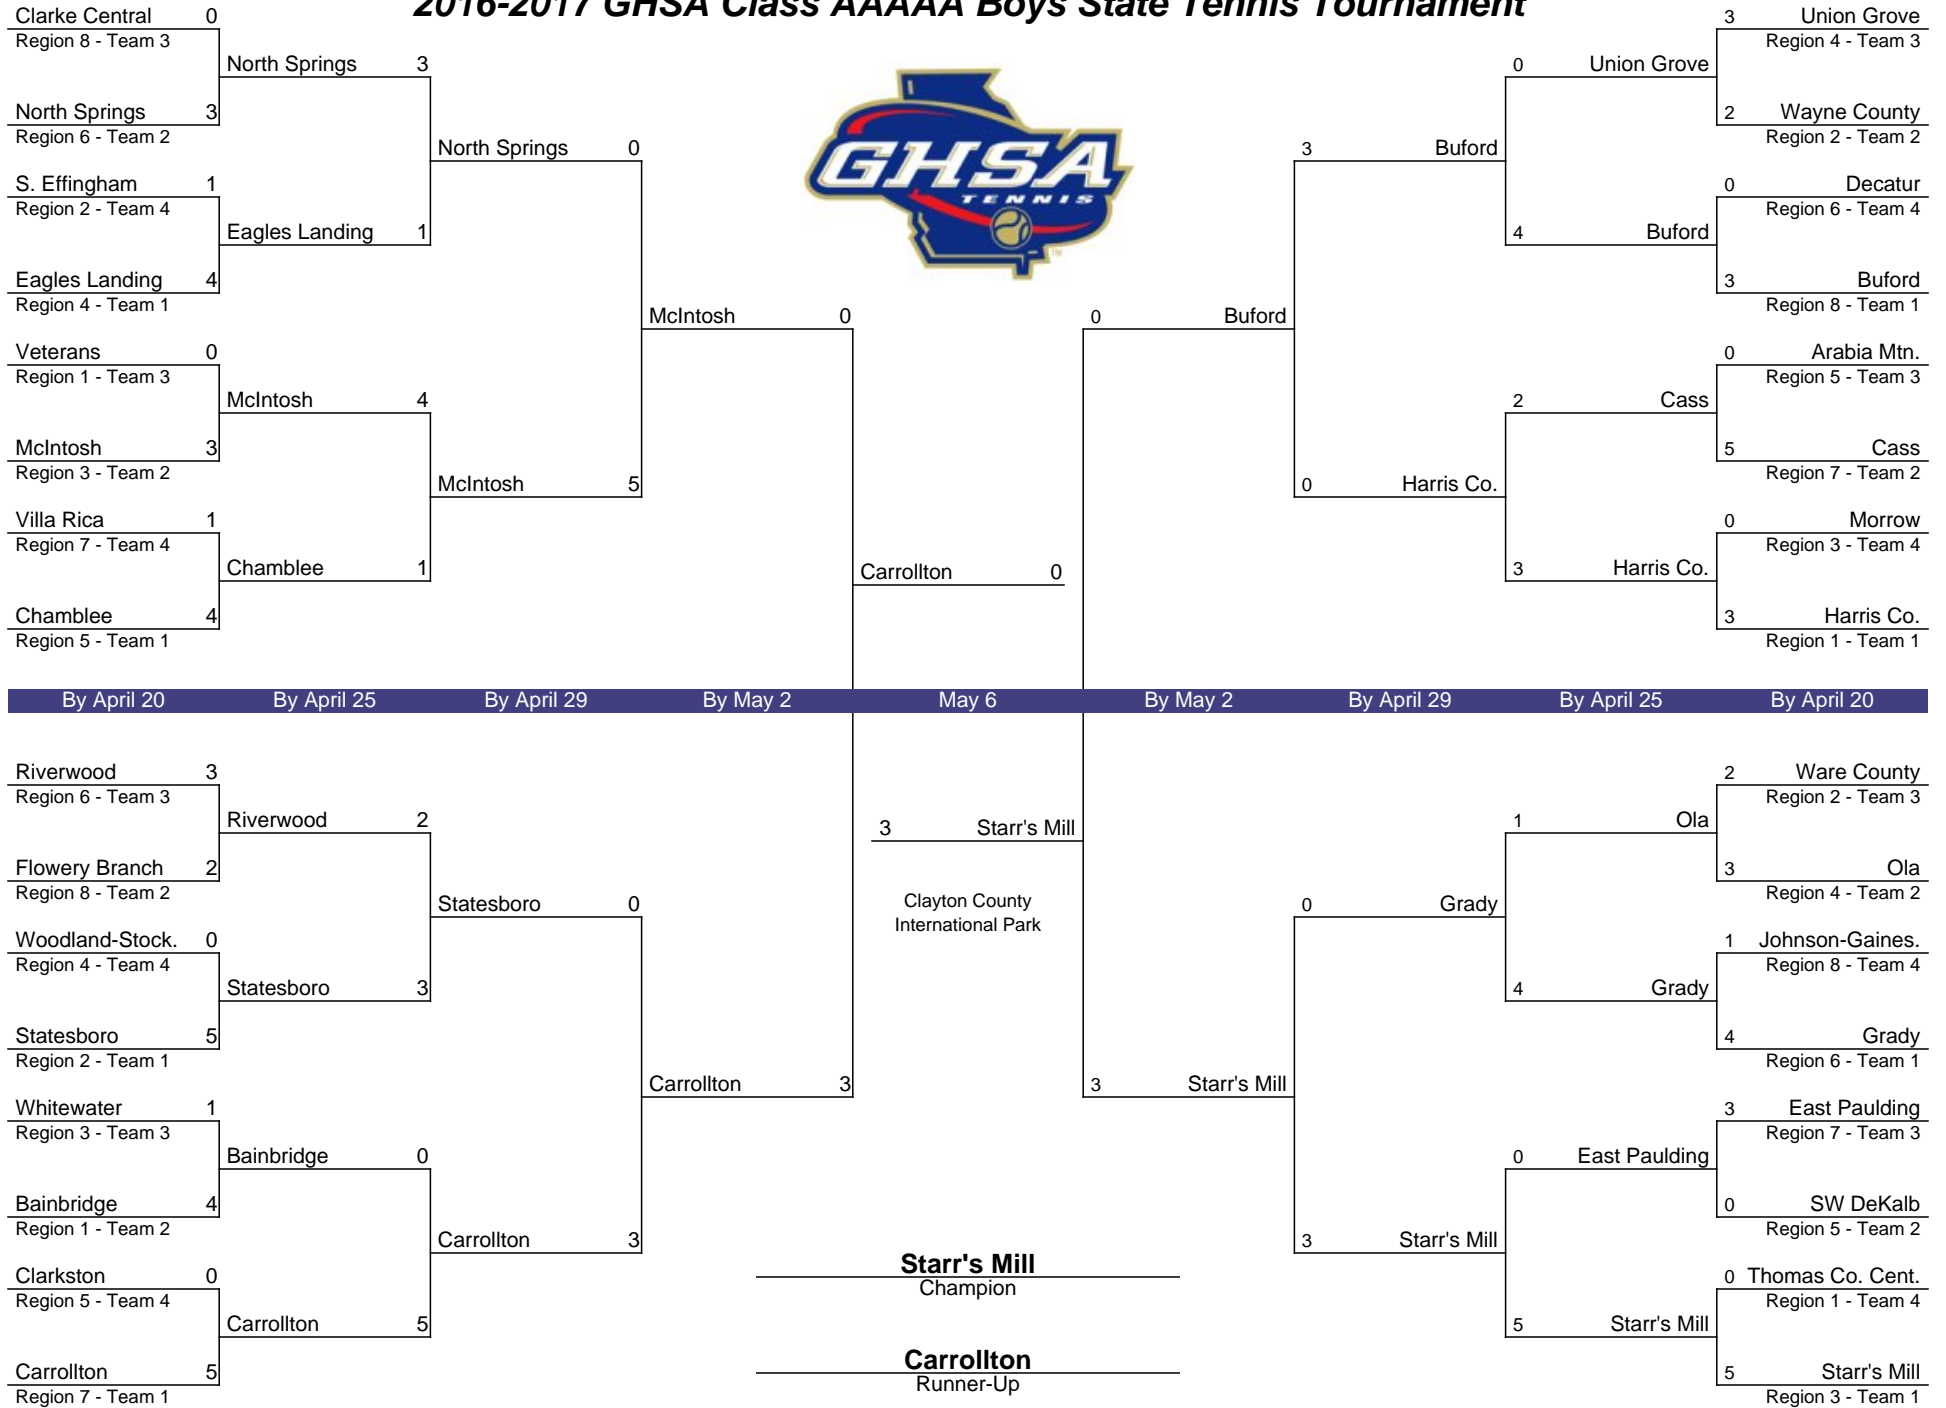 2016-2017 GHSA Class AAAAA Boys State Tennis Tournament
Clarke Central 0
Region 8 - Team 3
North Springs 3
North Springs 3
Region 6 - Team 2
North Springs 0
S. Effingham 1
Region 2 - Team 4
Eagles Landing 1
Eagles Landing 4
Region 4 - Team 1
McIntosh 0
Veterans 0
Region 1 - Team 3
McIntosh 4
McIntosh 3
Region 3 - Team 2
McIntosh 5
Villa Rica 1
Region 7 - Team 4
Chamblee 1
Chamblee 4
Region 5 - Team 1
Carrollton 0
GHSA
TENNIS
TM
3 Union Grove
Region 4 - Team 3
0 Union Grove
2 Wayne County
Region 2 - Team 2
3 Buford
0 Decatur
Region 6 - Team 4
4 Buford
3 Buford
Region 8 - Team 1
0 Buford
0 Arabia Mtn.
Region 5 - Team 3
2 Cass
5 Cass
Region 7 - Team 2
0 Harris Co.
0 Morrow
Region 3 - Team 4
3 Harris Co.
3 Harris Co.
Region 1 - Team 1
By April 20 By April 25 By April 29 By May 2 May 6 By May 2 By April 29 By April 25 By April 20
Riverwood 3
Region 6 - Team 3
Riverwood 2
Flowery Branch 2
Region 8 - Team 2
Statesboro 0
Woodland-Stock. 0
Region 4 - Team 4
Statesboro 3
Statesboro 5
Region 2 - Team 1
Carrollton 3
Whitewater 1
Region 3 - Team 3
Bainbridge 0
Bainbridge 4
Region 1 - Team 2
Carrollton 3
Clarkston 0
Region 5 - Team 4
Carrollton 5
Carrollton 5
Region 7 - Team 1
3 Starr's Mill
Clayton County
International Park
Starr's Mill
Champion
Carrollton
Runner-Up
2 Ware County
Region 2 - Team 3
1 Ola
3 Ola
Region 4 - Team 2
0 Grady
1 Johnson-Gaines.
Region 8 - Team 4
4 Grady
4 Grady
Region 6 - Team 1
3 Starr's Mill
3 East Paulding
Region 7 - Team 3
0 East Paulding
0 SW DeKalb
Region 5 - Team 2
3 Starr's Mill
0 Thomas Co. Cent.
Region 1 - Team 4
5 Starr's Mill
5 Starr's Mill
Region 3 - Team 1